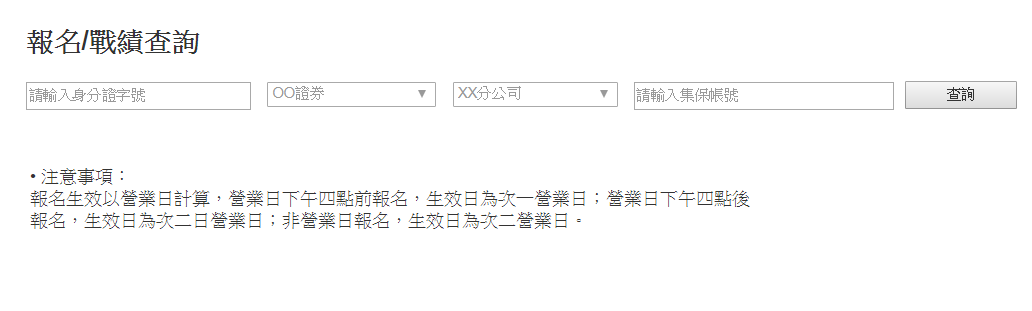 報名/戰績查詢
請輸入身分證字號 OO證券 ▼ XX分公司 ▼ 請輸入集保帳號 查詢
• 注意事項：
報名生效以營業日計算，營業日下午四點前報名，生效日為次一營業日；營業日下午四點後
報名，生效日為次二日營業日；非營業日報名，生效日為次二營業日。